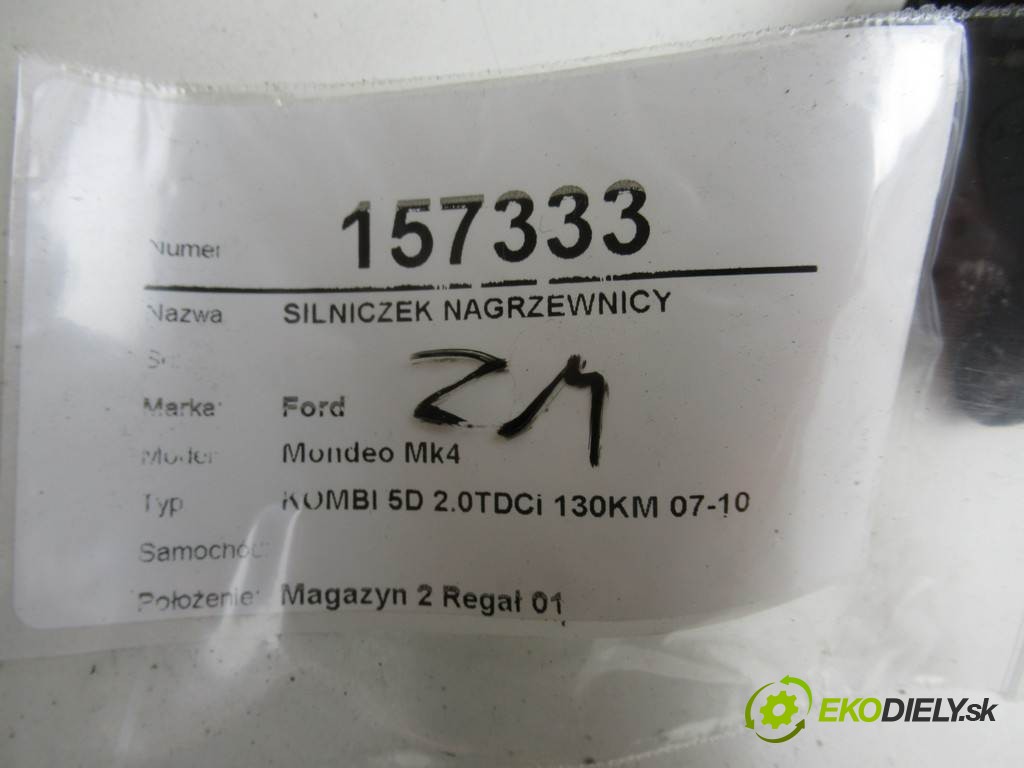 Numer 157333
Nazwa SILNICZEK NAGRZEWNICY
Marka: Ford
Model: Mondeo Mk4
Typ KOMBI 5D 2.0TDCi 130KM 07-10
Samochód:
Położenie: Magazyn 2 Regał 01
EKODIELY.sk